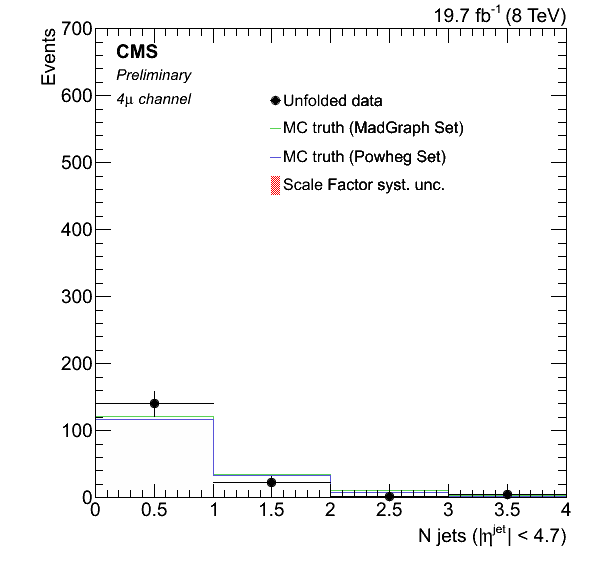 19.7 fb⁻¹ (8 TeV)
Events
CMS
Preliminary
4μ channel
Unfolded data
MC truth (MadGraph Set)
MC truth (Powheg Set)
Scale Factor syst. unc.
700
600
500
400
300
200
100
0
0 0.5 1 1.5 2 2.5 3 3.5 4
N jets (|η^jet| < 4.7)